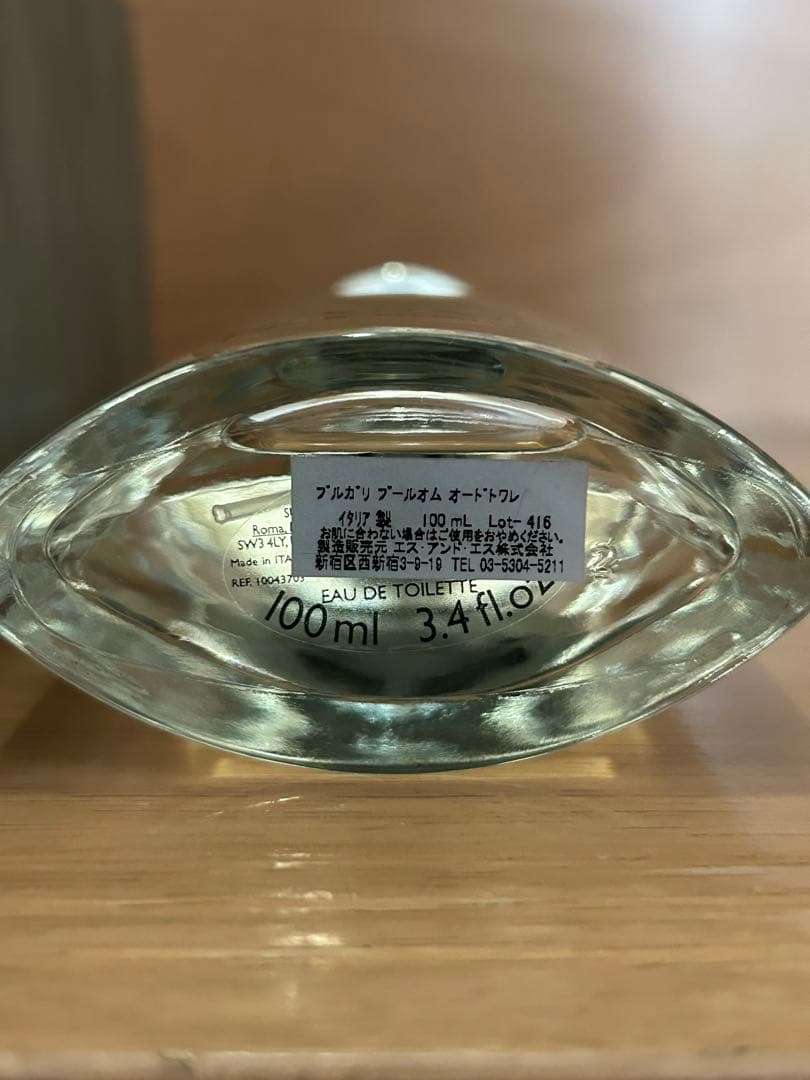 ブルガリ プールオム オードトワレ
イタリア 製 100 mL Lot- 416
お肌に合わない場合はご使用をおやめください。
製造販売元 エス・アンド・エス株式会社
新宿区西新宿3-9-19 TEL 03-5304-5211
Roma,
SW3 4LY,
Made in ITA
REF. 10043703
EAU DE TOILETTE
100ml 3.4 fl.oz
2